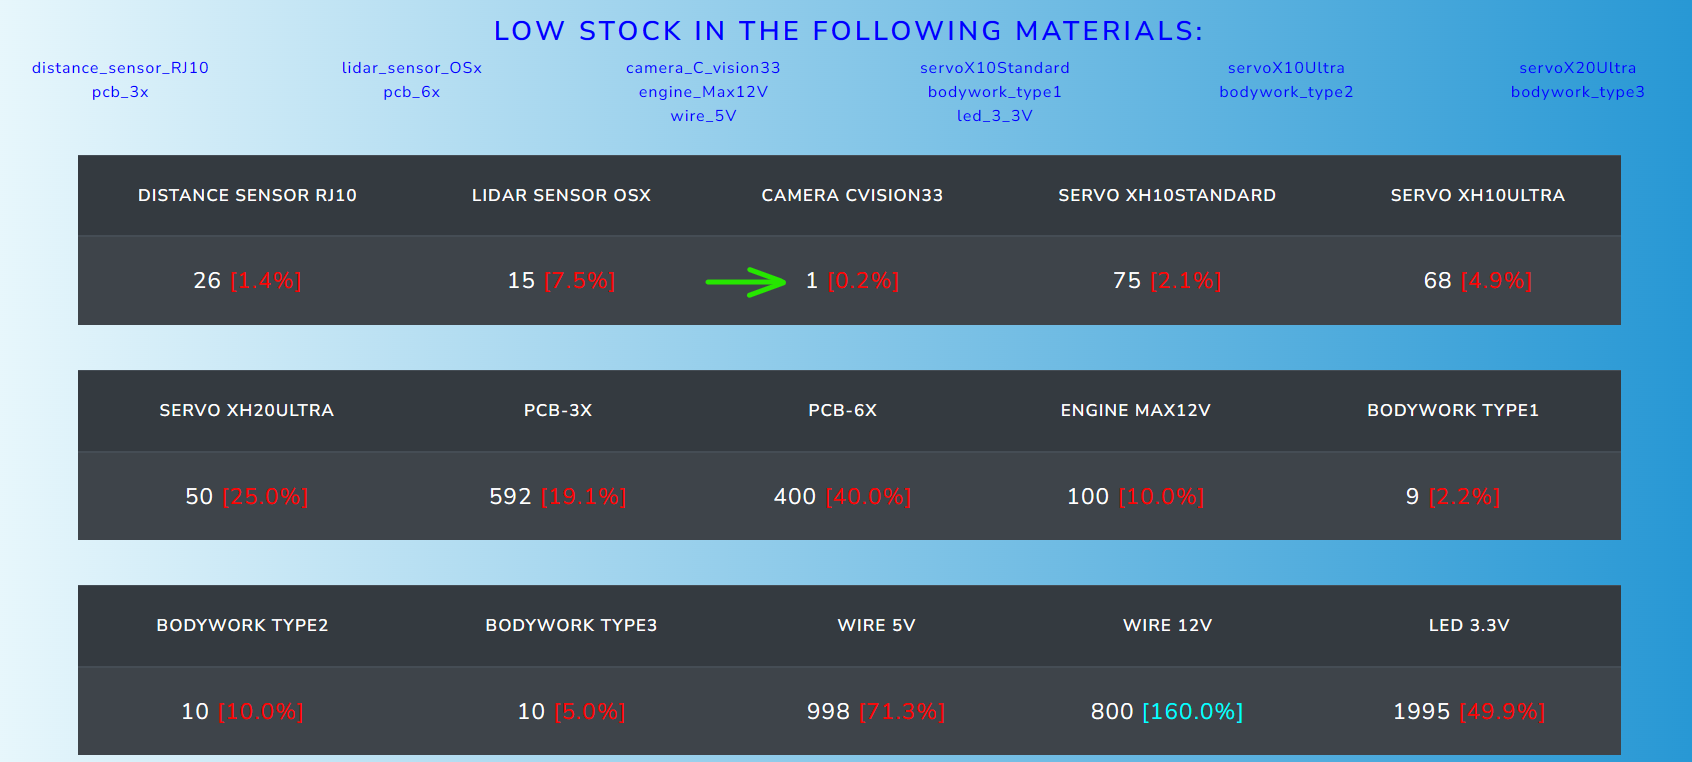 LOW STOCK IN THE FOLLOWING MATERIALS:
distance_sensor_RJ10 lidar_sensor_OSx camera_C_vision33 servoX10Standard servoX10Ultra servoX20Ultra
pcb_3x pcb_6x engine_Max12V bodywork_type1 bodywork_type2 bodywork_type3
wire_5V led_3_3V
DISTANCE SENSOR RJ10 LIDAR SENSOR OSX CAMERA CVISION33 SERVO XH10STANDARD SERVO XH10ULTRA
26 [1.4%] 15 [7.5%] 1 [0.2%] 75 [2.1%] 68 [4.9%]
SERVO XH20ULTRA PCB-3X PCB-6X ENGINE MAX12V BODYWORK TYPE1
50 [25.0%] 592 [19.1%] 400 [40.0%] 100 [10.0%] 9 [2.2%]
BODYWORK TYPE2 BODYWORK TYPE3 WIRE 5V WIRE 12V LED 3.3V
10 [10.0%] 10 [5.0%] 998 [71.3%] 800 [160.0%] 1995 [49.9%]